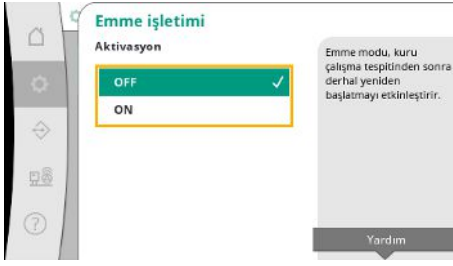 Emme işletimi
Aktivasyon
OFF
ON
Emme modu, kuru
çalışma tespitinden sonra
derhal yeniden
başlatmayı etkinleştirir.
Yardım